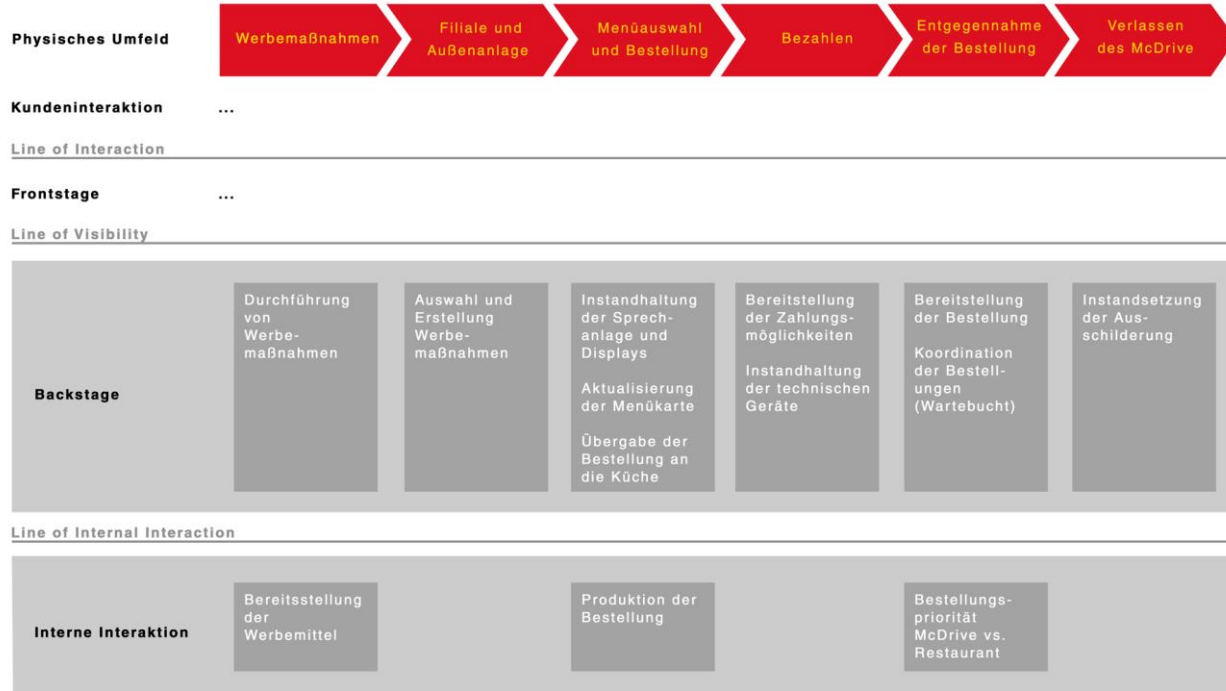 Physisches Umfeld
Werbemaßnahmen
Filiale und
Außenanlage
Menüauswahl
und Bestellung
Bezahlen
Entgegennahme
der Bestellung
Verlassen
des McDrive
Kundeninteraktion
...
Line of Interaction
Frontstage
...
Line of Visibility
Backstage
Durchführung
von
Werbe-
maßnahmen
Auswahl und
Erstellung
Werbe-
maßnahmen
Instandhaltung
der Sprech-
anlage und
Displays
Aktualisierung
der Menükarte
Übergabe der
Bestellung an
die Küche
Bereitstellung
der Zahlungs-
möglichkeiten
Instandhaltung
der technischen
Geräte
Bereitstellung
der Bestellung
Koordination
der Bestell-
ungen
(Wartebucht)
Instandsetzung
der Aus-
schilderung
Line of Internal Interaction
Interne Interaktion
Bereitsstellung
der
Werbemittel
Produktion der
Bestellung
Bestellungs-
priorität
McDrive vs.
Restaurant